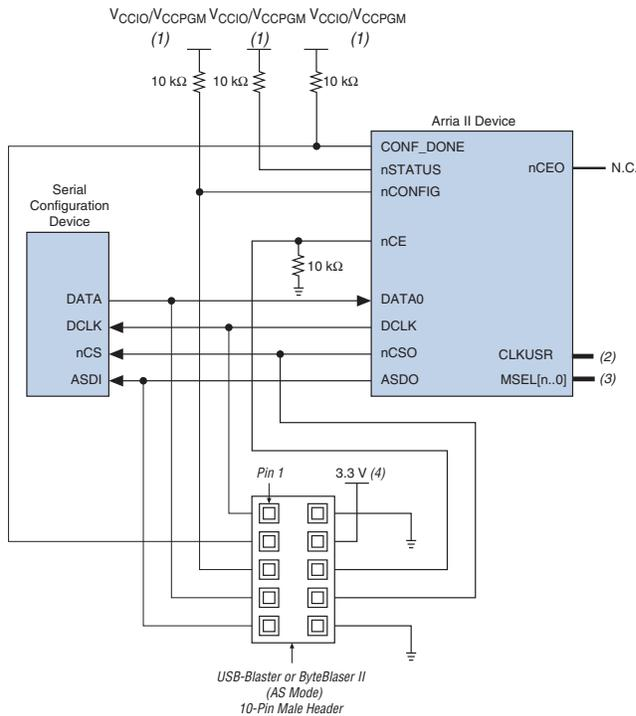 VCCIO/VCCPGM VCCIO/VCCPGM VCCIO/VCCPGM
(1) (1) (1)
10 kΩ 10 kΩ 10 kΩ
Arria II Device
CONF_DONE
nSTATUS
nCEO
N.C.
nCONFIG
Serial
Configuration
Device
nCE
10 kΩ
DATA
DATA0
DCLK
DCLK
nCS
nCSO
CLKUSR
(2)
ASDI
ASDO
MSEL[n..0]
(3)
Pin 1
3.3 V (4)
USB-Blaster or ByteBlaser II
(AS Mode)
10-Pin Male Header